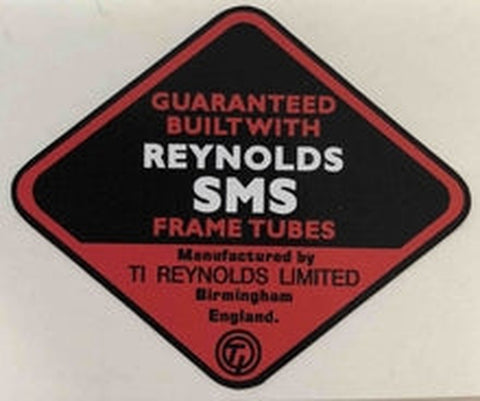 GUARANTEED
BUILT WITH
REYNOLDS
SMS
FRAME TUBES
Manufactured by
TI REYNOLDS LIMITED
Birmingham
England.
TI